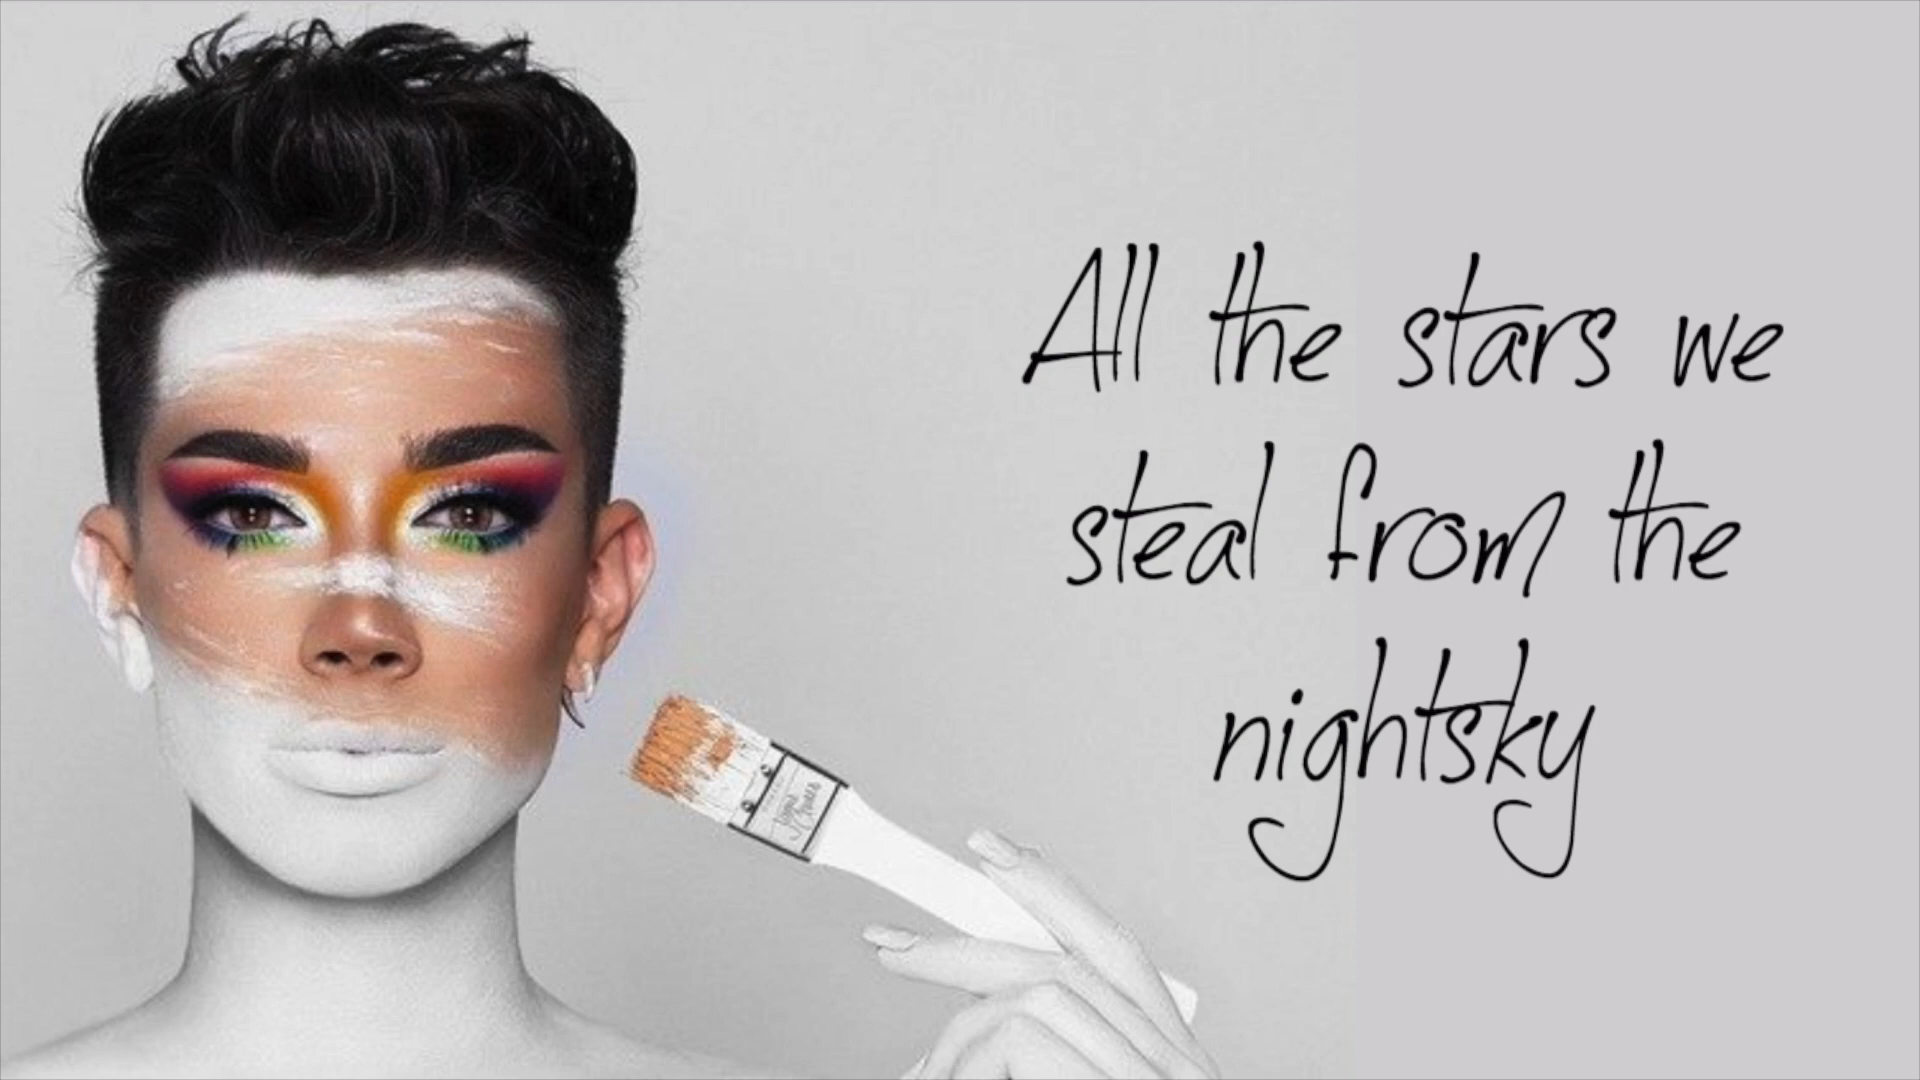 All the stars we
steal from the
nightsky